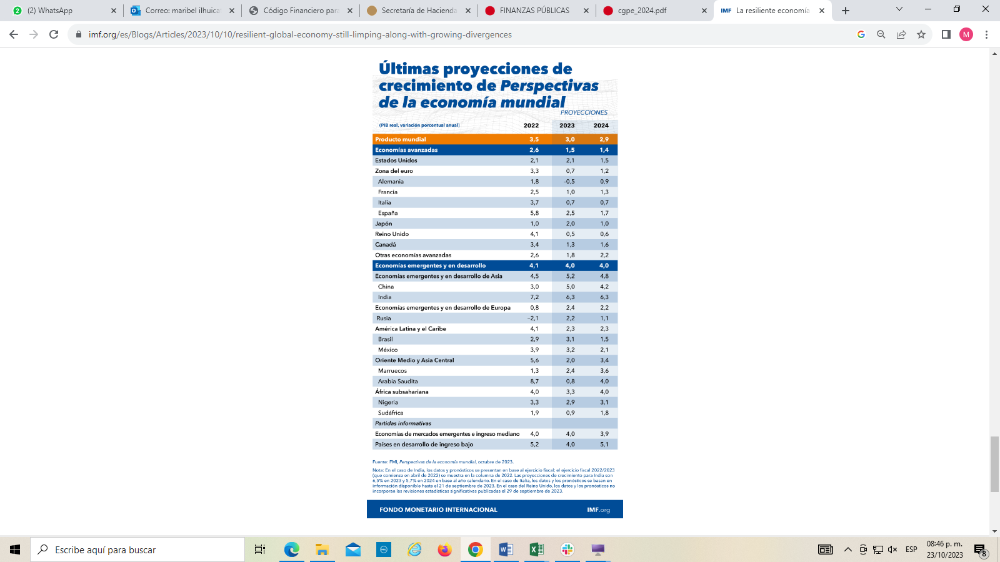 (2) WhatsApp
Correo: maribel ilhuica
Código Financiero para
Secretaría de Hacienda
FINANZAS PÚBLICAS
cgpe_2024.pdf
IMF La resiliente economía
imf.org/es/Blogs/Articles/2023/10/10/resilient-global-economy-still-limping-along-with-growing-divergences
M
Últimas proyecciones de
crecimiento de Perspectivas
de la economía mundial
PROYECCIONES
(PIB real, variación porcentual anual) 2022 2023 2024
Producto mundial 3,5 3,0 2,9
Economías avanzadas 2,6 1,5 1,4
Estados Unidos 2,1 2,1 1,5
Zona del euro 3,3 0,7 1,2
Alemania 1,8 –0,5 0,9
Francia 2,5 1,0 1,3
Italia 3,7 0,7 0,7
España 5,8 2,5 1,7
Japón 1,0 2,0 1,0
Reino Unido 4,1 0,5 0,6
Canadá 3,4 1,3 1,6
Otras economías avanzadas 2,6 1,8 2,2
Economías emergentes y en desarrollo 4,1 4,0 4,0
Economías emergentes y en desarrollo de Asia 4,5 5,2 4,8
China 3,0 5,0 4,2
India 7,2 6,3 6,3
Economías emergentes y en desarrollo de Europa 0,8 2,4 2,2
Rusia –2,1 2,2 1,1
América Latina y el Caribe 4,1 2,3 2,3
Brasil 2,9 3,1 1,5
México 3,9 3,2 2,1
Oriente Medio y Asia Central 5,6 2,0 3,4
Marruecos 1,3 2,4 3,6
Arabia Saudita 8,7 0,8 4,0
África subsahariana 4,0 3,3 4,0
Nigeria 3,3 2,9 3,1
Sudáfrica 1,9 0,9 1,8
Partidas informativas
Economías de mercados emergentes e ingreso mediano 4,0 4,0 3,9
Países en desarrollo de ingreso bajo 5,2 4,0 5,1
Fuente: FMI, Perspectivas de la economía mundial, octubre de 2023.
Nota: En el caso de India, los datos y pronósticos se presentan en base al ejercicio fiscal; el ejercicio fiscal 2022/2023
(que comienza en abril de 2022) se muestra en la columna de 2022. Las proyecciones de crecimiento para India son
6,5% en 2023 y 5,7% en 2024 en base al año calendario. En el caso de Italia, los datos y los pronósticos se basan en
información disponible hasta el 21 de septiembre de 2023. En el caso del Reino Unido, los datos y los pronósticos no
incorporan las revisiones estadísticas significativas publicadas el 29 de septiembre de 2023.
FONDO MONETARIO INTERNACIONAL IMF.org
Escribe aquí para buscar
ESP
08:46 p. m.
23/10/2023
8